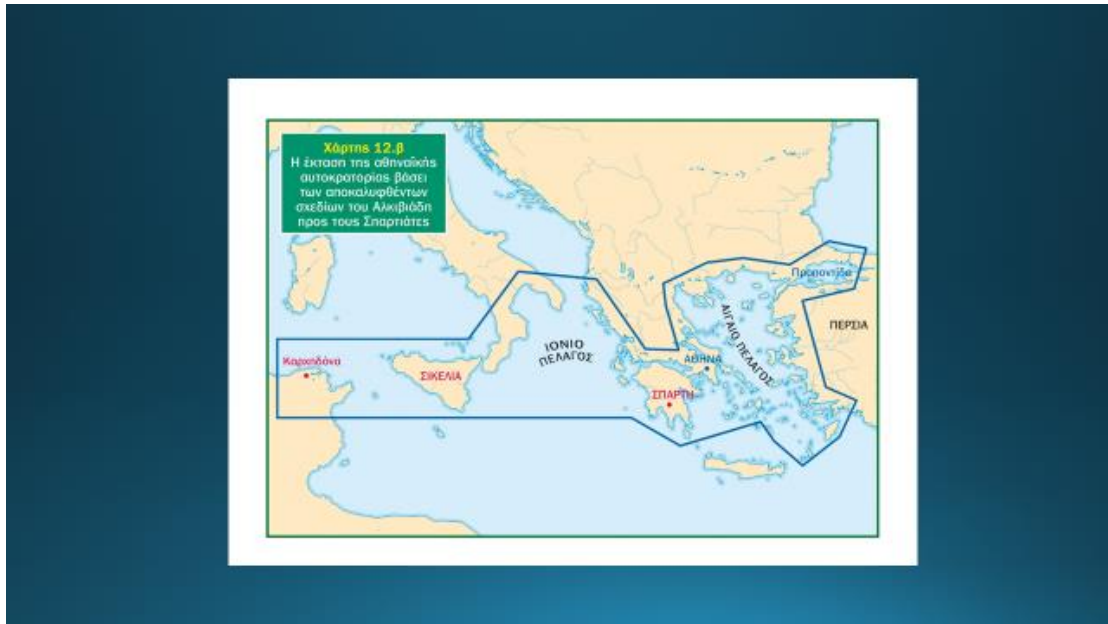 Χάρτης 12.β
Η έκταση της αθηναϊκής
αυτοκρατορίας βάσει
των αποκαλυφθέντων
σχεδίων του Αλκιβιάδη
προς τους Σπαρτιάτες
Προποντίδα
ΠΕΡΣΙΑ
ΑΙΓΑΙΟ ΠΕΛΑΓΟΣ
ΙΟΝΙΟ
ΠΕΛΑΓΟΣ
ΑΘΗΝΑ
Καρχηδόνα
ΣΙΚΕΛΙΑ
ΣΠΑΡΤΗ